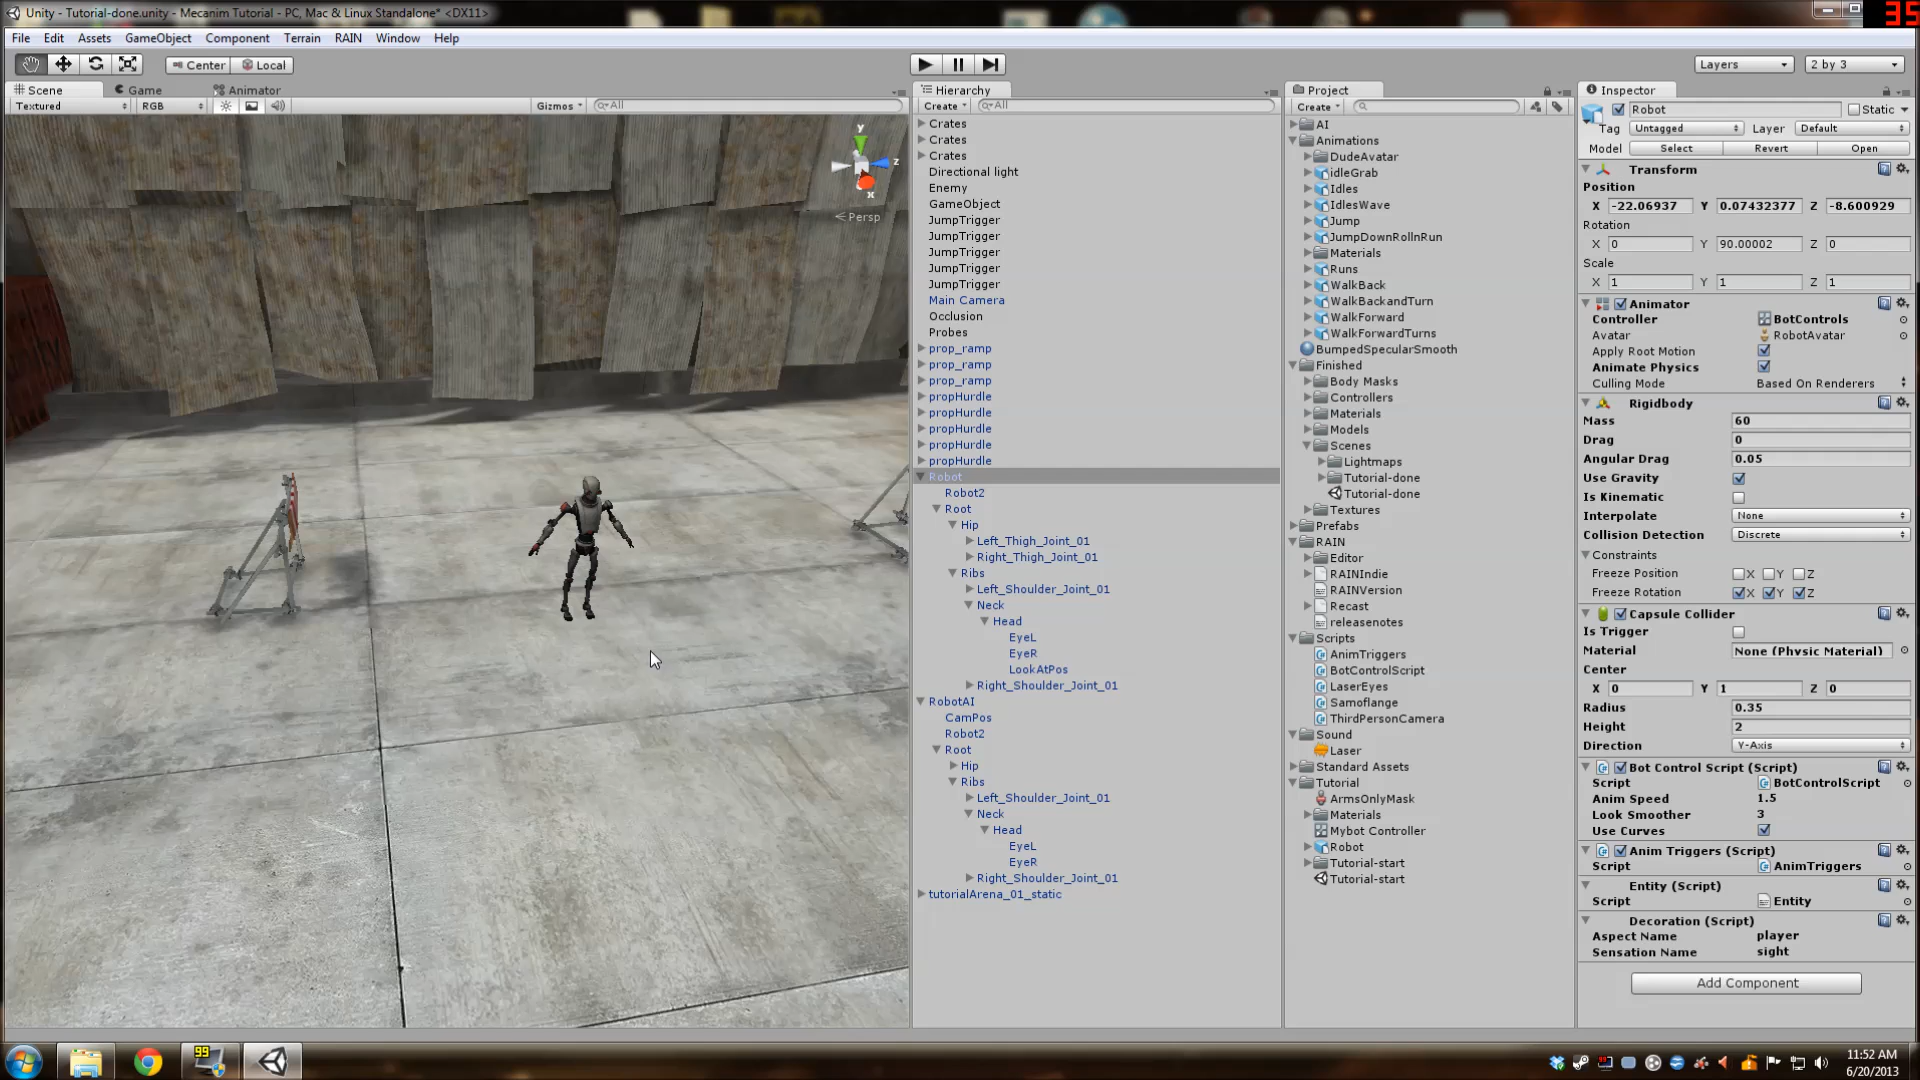 Unity - Tutorial-done.unity - Mecanim Tutorial - PC, Mac & Linux Standalone* <DX11>
35
File Edit Assets GameObject Component Terrain RAIN Window Help
Center Local
Layers
2 by 3
Scene Game Animator
Textured RGB Gizmos All
y
z
x
Persp
Hierarchy
Create All
Crates
Crates
Crates
Directional light
Enemy
GameObject
JumpTrigger
JumpTrigger
JumpTrigger
JumpTrigger
JumpTrigger
Main Camera
Occlusion
Probes
prop_ramp
prop_ramp
prop_ramp
propHurdle
propHurdle
propHurdle
propHurdle
propHurdle
Robot
Robot2
Root
Hip
Left_Thigh_Joint_01
Right_Thigh_Joint_01
Ribs
Left_Shoulder_Joint_01
Neck
Head
EyeL
EyeR
LookAtPos
Right_Shoulder_Joint_01
RobotAI
CamPos
Robot2
Root
Hip
Ribs
Left_Shoulder_Joint_01
Neck
Head
EyeL
EyeR
Right_Shoulder_Joint_01
tutorialArena_01_static
Project
Create
AI
Animations
DudeAvatar
idleGrab
Idles
IdlesWave
Jump
JumpDownRollnRun
Materials
Runs
WalkBack
WalkBackandTurn
WalkForward
WalkForwardTurns
BumpedSpecularSmooth
Finished
Body Masks
Controllers
Materials
Models
Scenes
Lightmaps
Tutorial-done
Tutorial-done
Textures
Prefabs
RAIN
Editor
RAINIndie
RAINVersion
Recast
releasenotes
Scripts
AnimTriggers
BotControlScript
LaserEyes
Samoflange
ThirdPersonCamera
Sound
Laser
Standard Assets
Tutorial
ArmsOnlyMask
Materials
Mybot Controller
Robot
Tutorial-start
Tutorial-start
Inspector
Robot Static
Tag Untagged Layer Default
Model Select Revert Open
Transform
Position
X -22.06937 Y 0.07432377 Z -8.600929
Rotation
X 0 Y 90.00002 Z 0
Scale
X 1 Y 1 Z 1
Animator
Controller BotControls
Avatar RobotAvatar
Apply Root Motion
Animate Physics
Culling Mode Based On Renderers
Rigidbody
Mass 60
Drag 0
Angular Drag 0.05
Use Gravity
Is Kinematic
Interpolate None
Collision Detection Discrete
Constraints
Freeze Position X Y Z
Freeze Rotation X Y Z
Capsule Collider
Is Trigger
Material None (Physic Material)
Center
X 0 Y 1 Z 0
Radius 0.35
Height 2
Direction Y-Axis
Bot Control Script (Script)
Script BotControlScript
Anim Speed 1.5
Look Smoother 3
Use Curves
Anim Triggers (Script)
Script AnimTriggers
Entity (Script)
Script Entity
Decoration (Script)
Aspect Name player
Sensation Name sight
Add Component
99
11:52 AM
6/20/2013